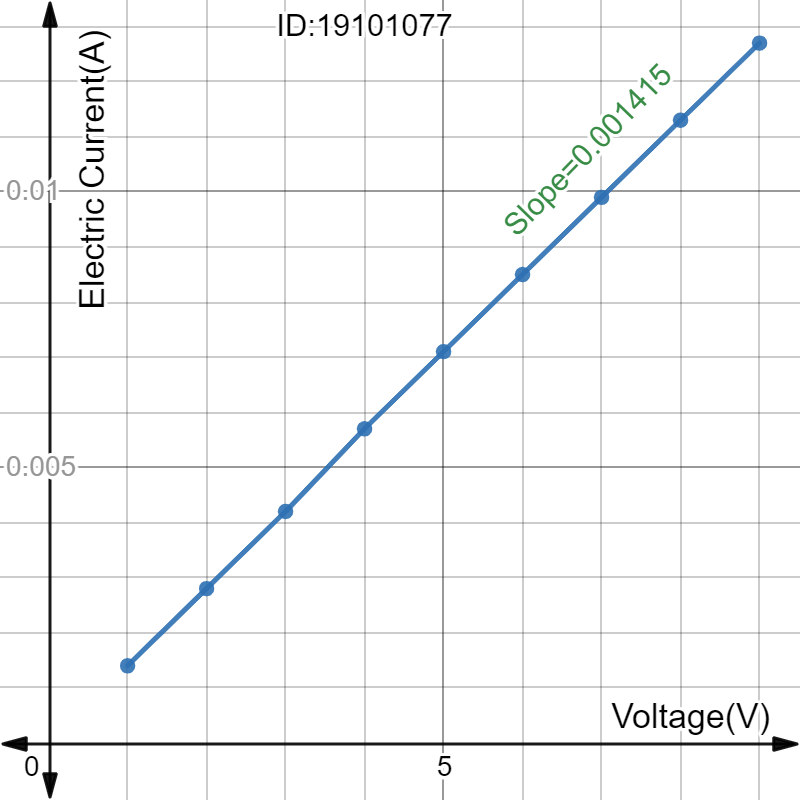 ID:19101077
Electric Current(A)
Slope=0.001415
0.01
0.005
Voltage(V)
0
5